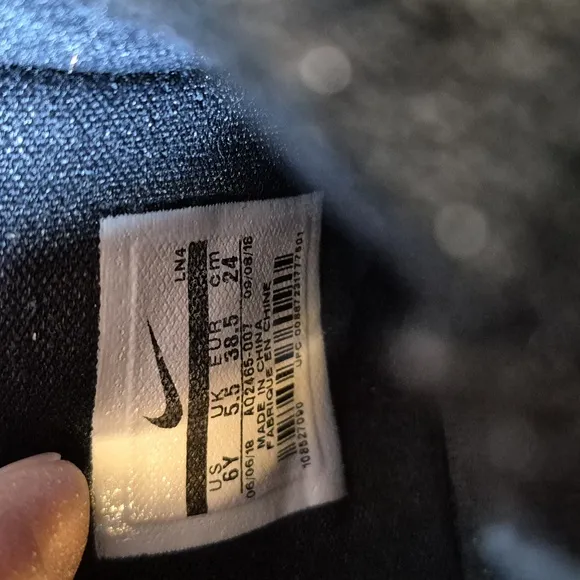 LN4
US UK EUR cm
6Y 5.5 38.5 24
06/06/18 AQ2465-007 09/08/18
MADE IN CHINA
FABRIQUE EN CHINE
108527090 UPC 00887231777501